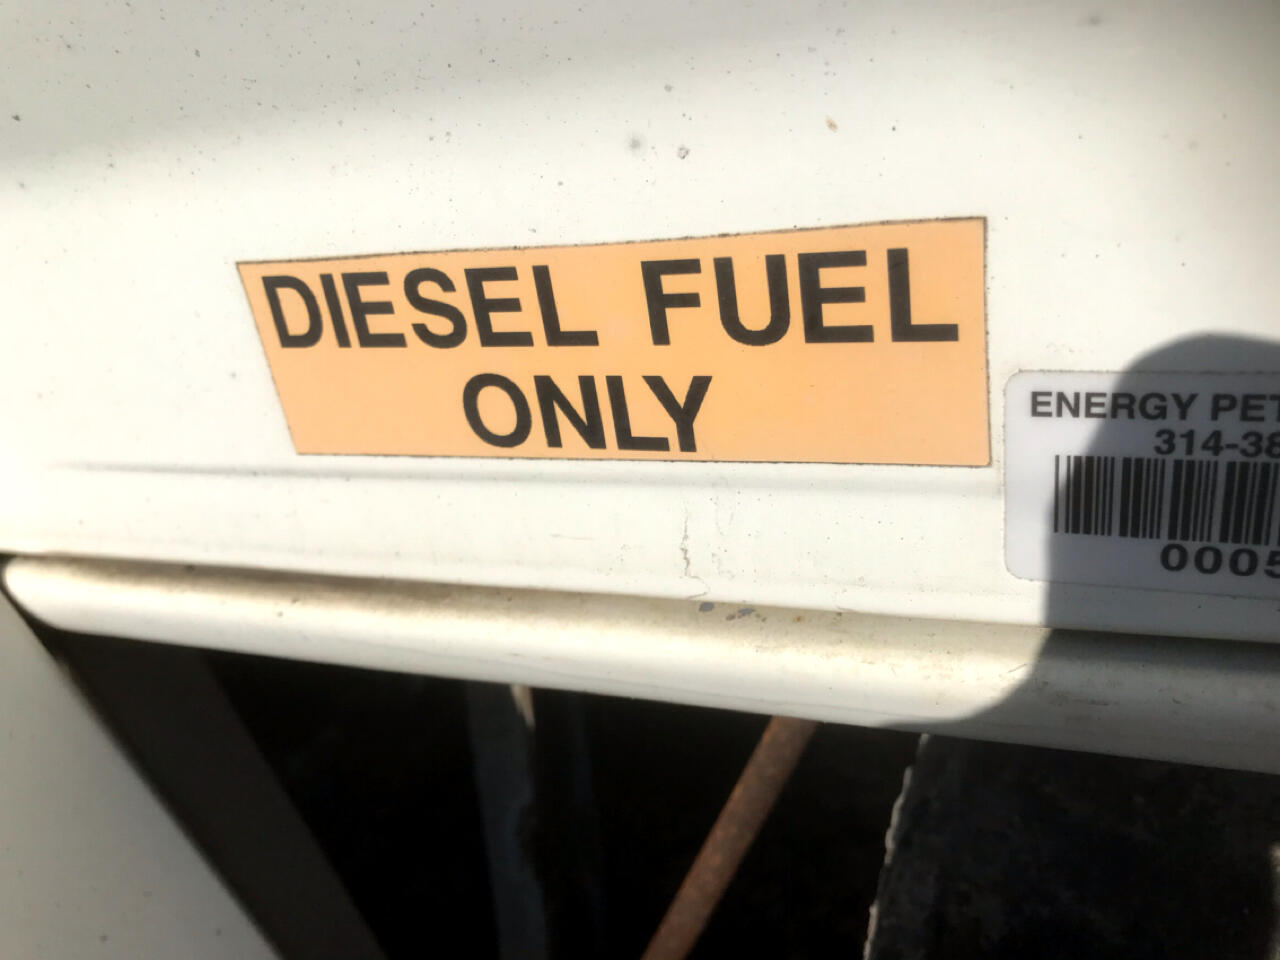 DIESEL FUEL
ONLY
ENERGY PET
314-38
0005